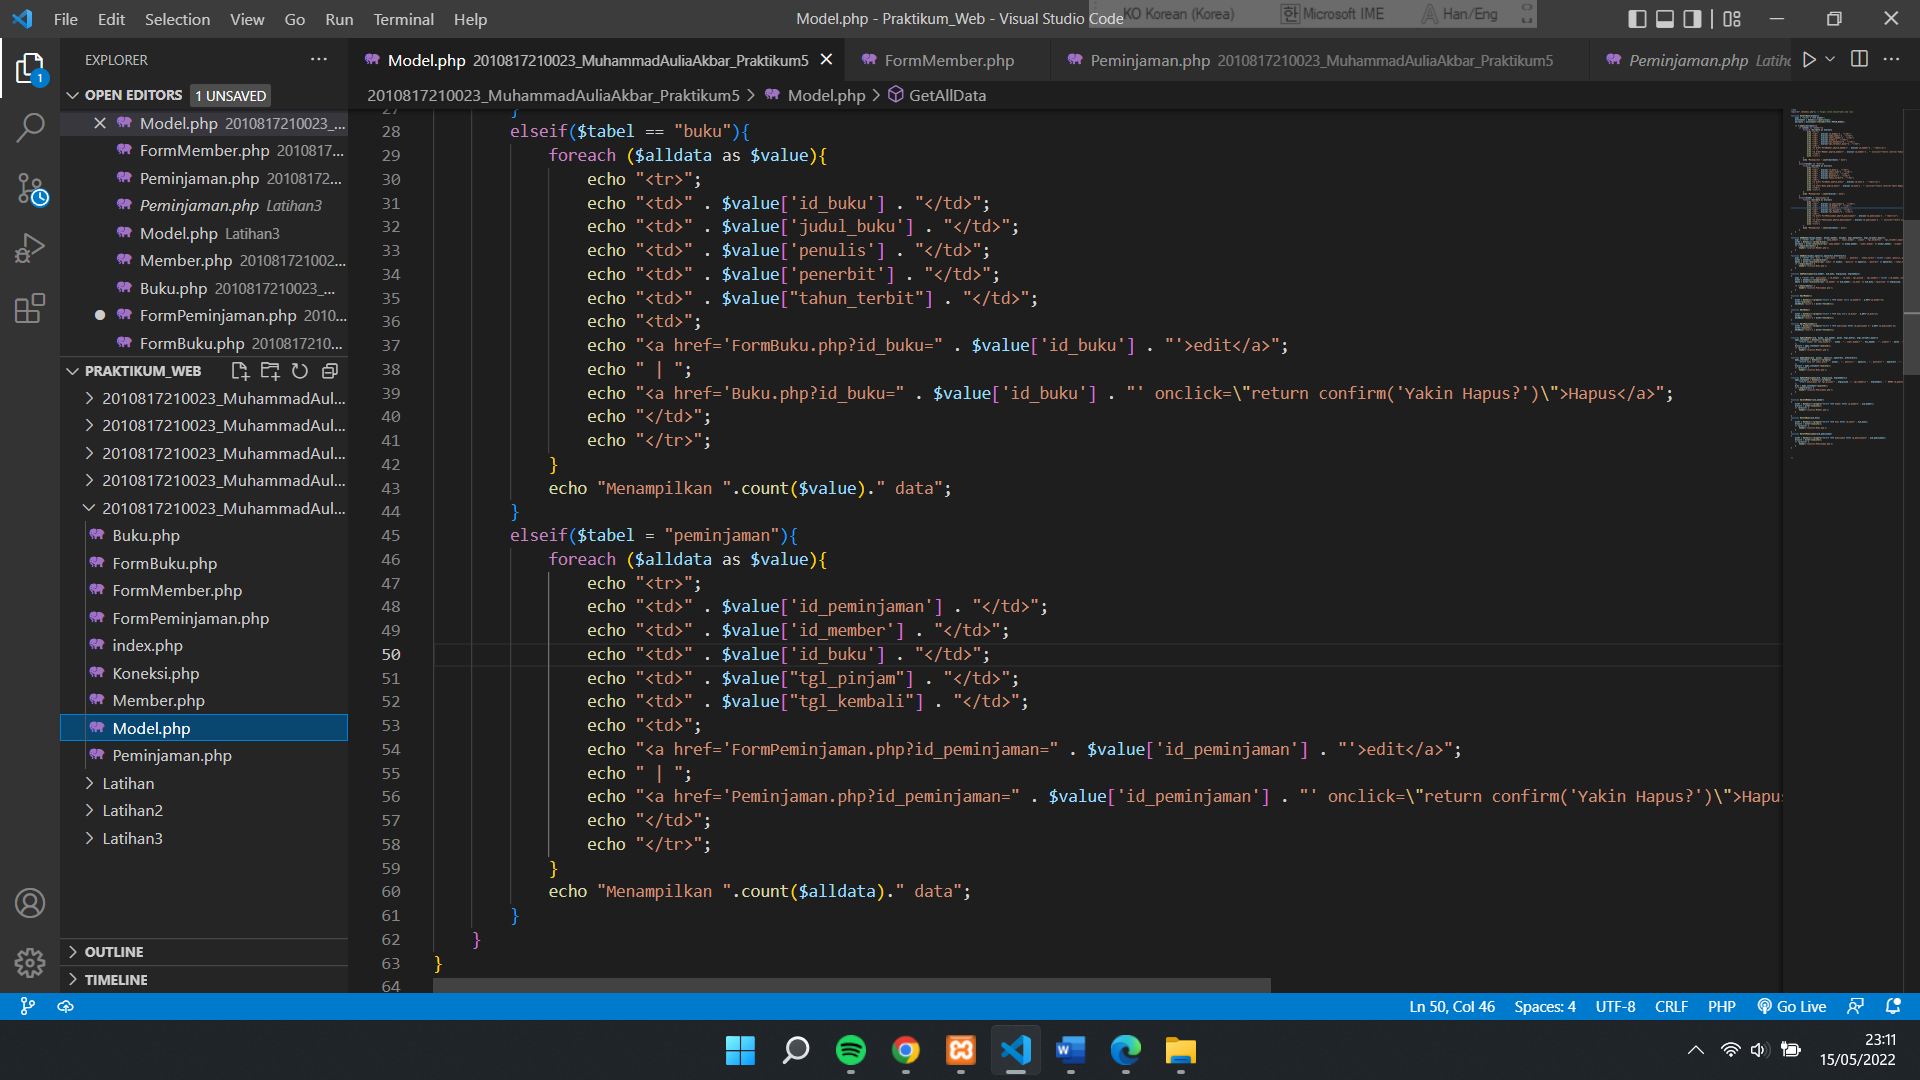 File Edit Selection View Go Run Terminal Help
Model.php - Praktikum_Web - Visual Studio Code
KO Korean (Korea) 한 Microsoft IME A Han/Eng
EXPLORER
OPEN EDITORS 1 UNSAVED
Model.php 2010817210023_...
FormMember.php 2010817...
Peminjaman.php 20108172...
Peminjaman.php Latihan3
Model.php Latihan3
Member.php 201081721002...
Buku.php 2010817210023_...
FormPeminjaman.php 2010...
FormBuku.php 2010817210...
PRAKTIKUM_WEB
2010817210023_MuhammadAul...
2010817210023_MuhammadAul...
2010817210023_MuhammadAul...
2010817210023_MuhammadAul...
2010817210023_MuhammadAul...
Buku.php
FormBuku.php
FormMember.php
FormPeminjaman.php
index.php
Koneksi.php
Member.php
Model.php
Peminjaman.php
Latihan
Latihan2
Latihan3
OUTLINE
TIMELINE
Model.php 2010817210023_MuhammadAuliaAkbar_Praktikum5
FormMember.php
Peminjaman.php 2010817210023_MuhammadAuliaAkbar_Praktikum5
Peminjaman.php Latih
2010817210023_MuhammadAuliaAkbar_Praktikum5 > Model.php > GetAllData
27 }
28 elseif($tabel == "buku"){
29 foreach ($alldata as $value){
30 echo "<tr>";
31 echo "<td>" . $value['id_buku'] . "</td>";
32 echo "<td>" . $value['judul_buku'] . "</td>";
33 echo "<td>" . $value['penulis'] . "</td>";
34 echo "<td>" . $value['penerbit'] . "</td>";
35 echo "<td>" . $value["tahun_terbit"] . "</td>";
36 echo "<td>";
37 echo "<a href='FormBuku.php?id_buku=" . $value['id_buku'] . "'>edit</a>";
38 echo " | ";
39 echo "<a href='Buku.php?id_buku=" . $value['id_buku'] . "' onclick=\"return confirm('Yakin Hapus?')\">Hapus</a>";
40 echo "</td>";
41 echo "</tr>";
42 }
43 echo "Menampilkan ".count($value)." data";
44 }
45 elseif($tabel = "peminjaman"){
46 foreach ($alldata as $value){
47 echo "<tr>";
48 echo "<td>" . $value['id_peminjaman'] . "</td>";
49 echo "<td>" . $value['id_member'] . "</td>";
50 echo "<td>" . $value['id_buku'] . "</td>";
51 echo "<td>" . $value["tgl_pinjam"] . "</td>";
52 echo "<td>" . $value["tgl_kembali"] . "</td>";
53 echo "<td>";
54 echo "<a href='FormPeminjaman.php?id_peminjaman=" . $value['id_peminjaman'] . "'>edit</a>";
55 echo " | ";
56 echo "<a href='Peminjaman.php?id_peminjaman=" . $value['id_peminjaman'] . "' onclick=\"return confirm('Yakin Hapus?')\">Hapu
57 echo "</td>";
58 echo "</tr>";
59 }
60 echo "Menampilkan ".count($alldata)." data";
61 }
62 }
63 }
64
Ln 50, Col 46 Spaces: 4 UTF-8 CRLF PHP Go Live
23:11
15/05/2022